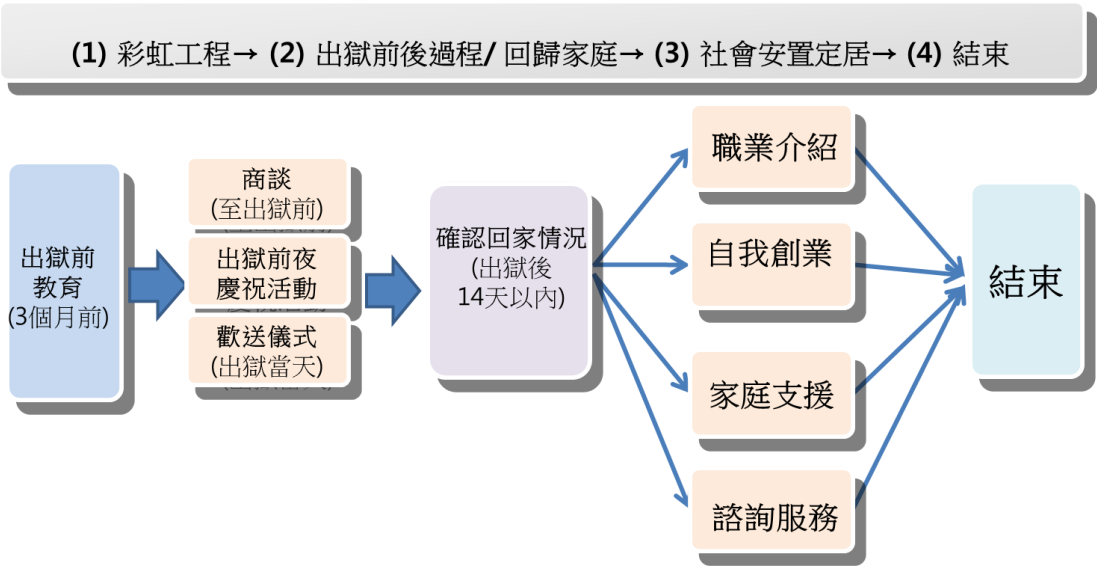 (1) 彩虹工程→ (2) 出獄前後過程/ 回歸家庭→ (3) 社會安置定居→ (4) 結束
出獄前
教育
(3個月前)
商談
(至出獄前)
出獄前夜
慶祝活動
歡送儀式
(出獄當天)
確認回家情況
(出獄後
14天以內)
職業介紹
自我創業
家庭支援
諮詢服務
結束